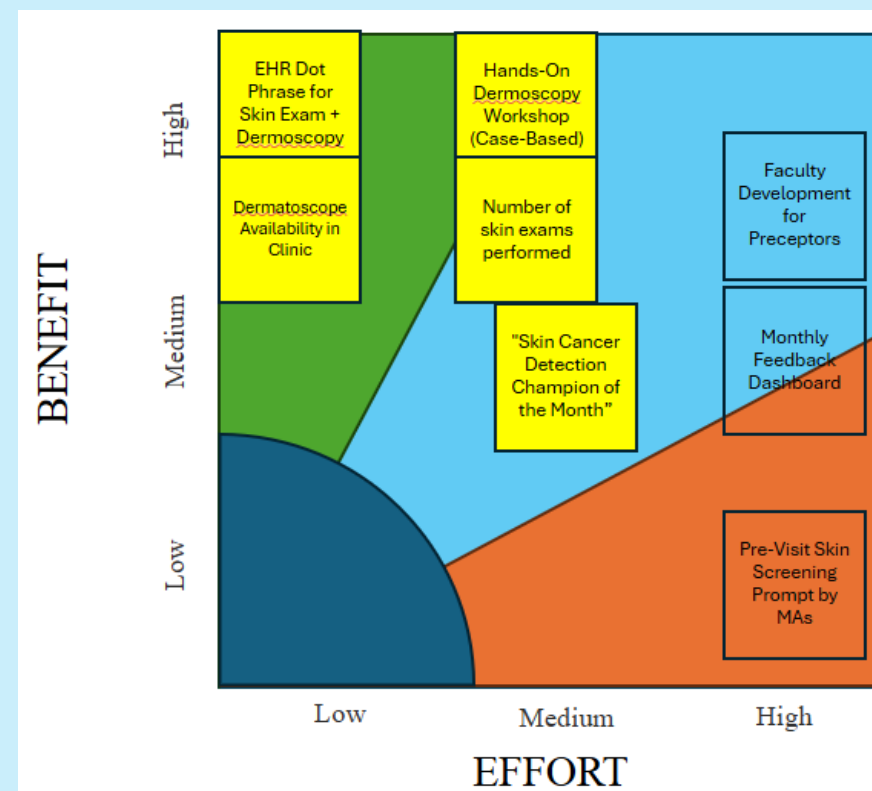 BENEFIT
High
Medium
Low
EHR Dot
Phrase for
Skin Exam +
Dermoscopy
Dermatoscope
Availability in
Clinic
Hands-On
Dermoscopy
Workshop
(Case-Based)
Number of
skin exams
performed
"Skin Cancer
Detection
Champion of
the Month"
Faculty
Development
for
Preceptors
Monthly
Feedback
Dashboard
Pre-Visit Skin
Screening
Prompt by
MAs
Low
Medium
High
EFFORT